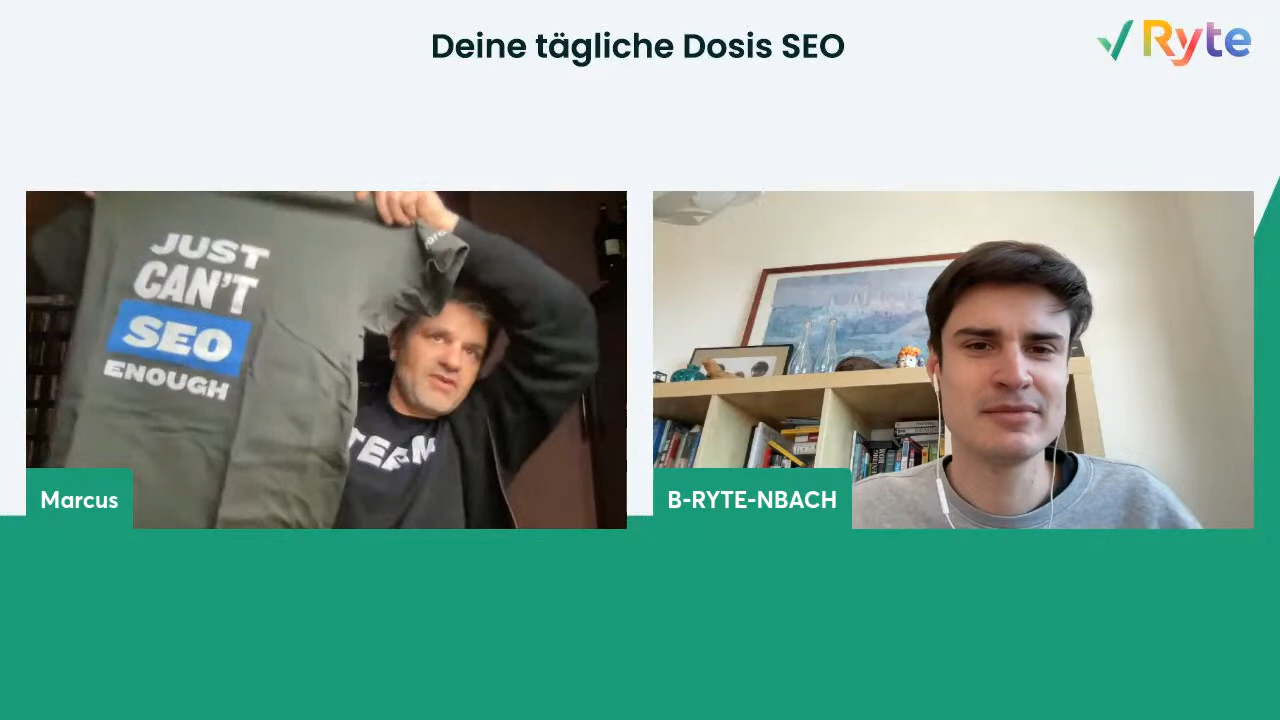 Deine tägliche Dosis SEO
Ryte
JUST
CAN'T
SEO
ENOUGH
TEAM
Marcus
B-RYTE-NBACH